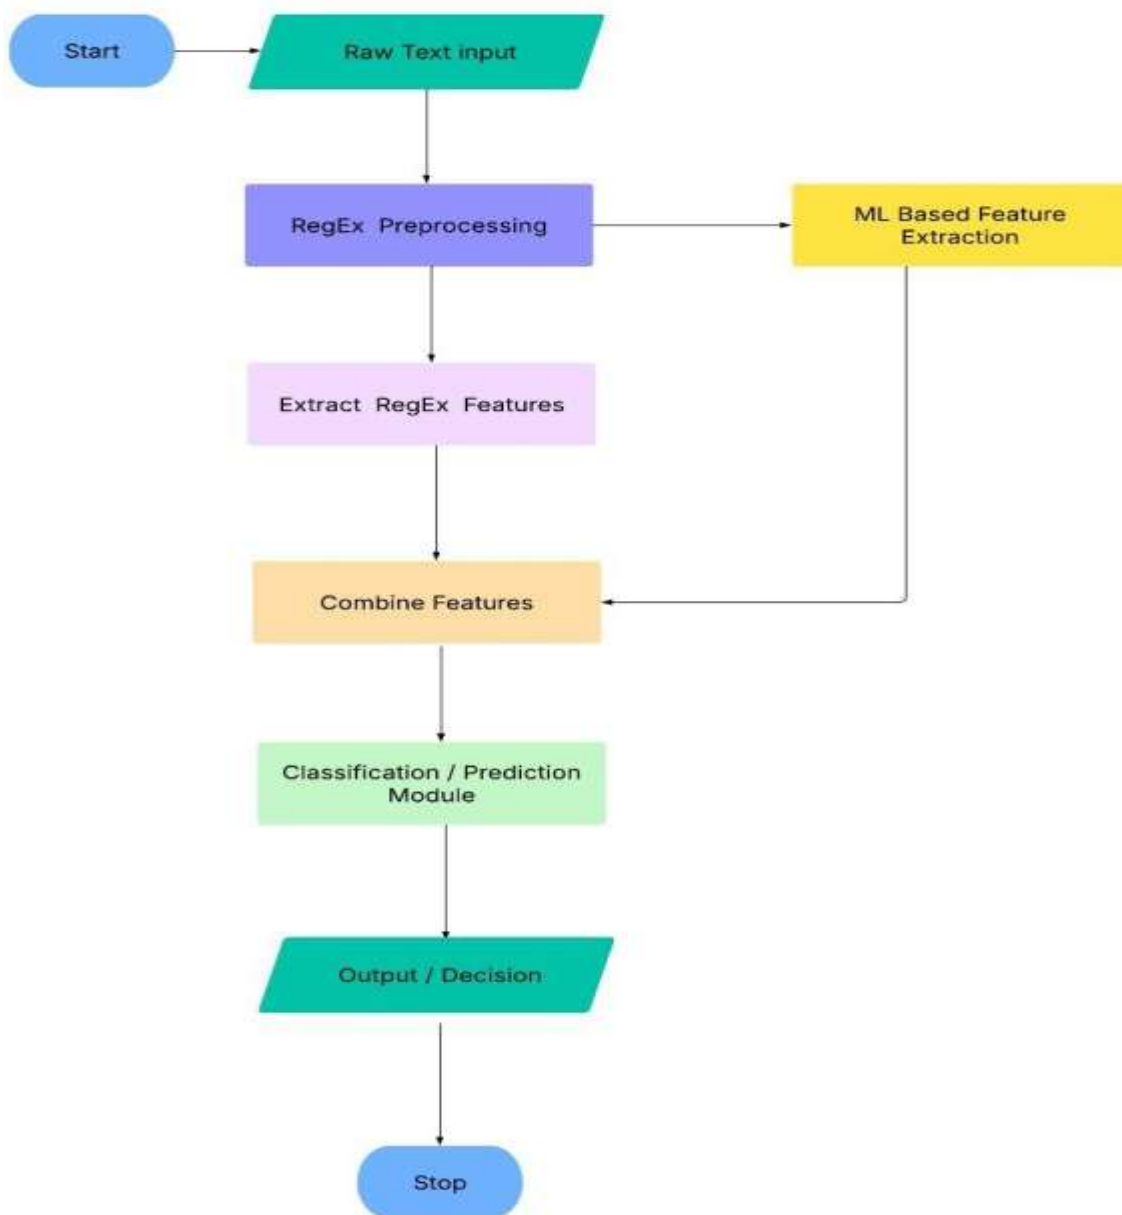 Start
Raw Text input
RegEx Preprocessing
ML Based Feature
Extraction
Extract RegEx Features
Combine Features
Classification / Prediction
Module
Output / Decision
Stop